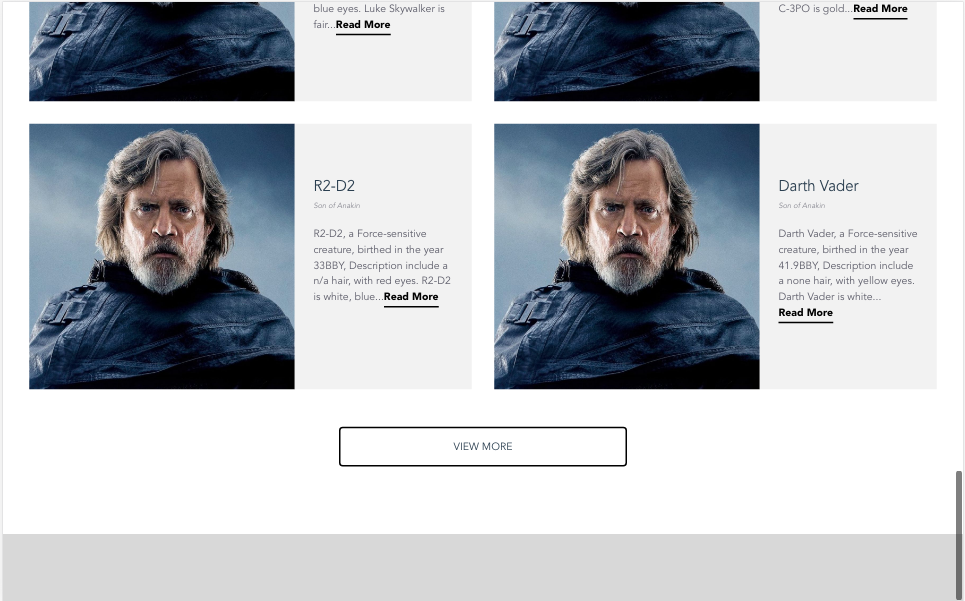 blue eyes. Luke Skywalker is
fair...Read More
C-3PO is gold...Read More
R2-D2
Son of Anakin
R2-D2, a Force-sensitive
creature, birthed in the year
33BBY, Description include a
n/a hair, with red eyes. R2-D2
is white, blue...Read More
Darth Vader
Son of Anakin
Darth Vader, a Force-sensitive
creature, birthed in the year
41.9BBY, Description include
a none hair, with yellow eyes.
Darth Vader is white...
Read More
VIEW MORE